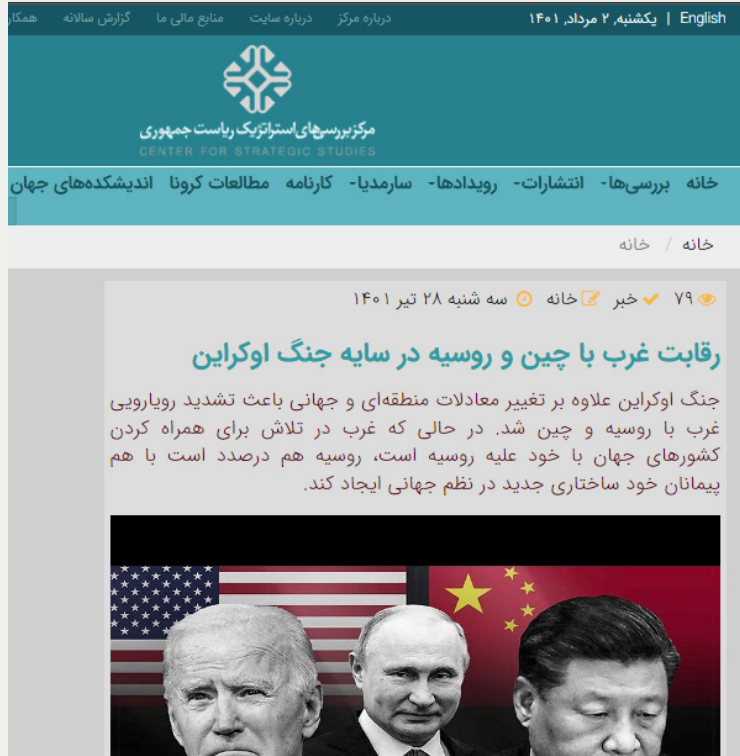 English | یکشنبه, ۲ مرداد, ۱۴۰۱
درباره مرکز درباره سایت منابع مالی ما گزارش سالانه همکار
مرکز بررسی‌های استراتژیک ریاست جمهوری
CENTER FOR STRATEGIC STUDIES
خانه بررسی‌ها- انتشارات- رویدادها- سارمدیا- کارنامه مطالعات کرونا اندیشکده‌های جهان
خانه / خانه
۷۹ خبر خانه سه شنبه ۲۸ تیر ۱۴۰۱
رقابت غرب با چین و روسیه در سایه جنگ اوکراین
جنگ اوکراین علاوه بر تغییر معادلات منطقه‌ای و جهانی باعث تشدید رویارویی
غرب با روسیه و چین شد. در حالی که غرب در تلاش برای همراه کردن
کشورهای جهان با خود علیه روسیه است، روسیه هم درصدد است با هم
پیمانان خود ساختاری جدید در نظم جهانی ایجاد کند.